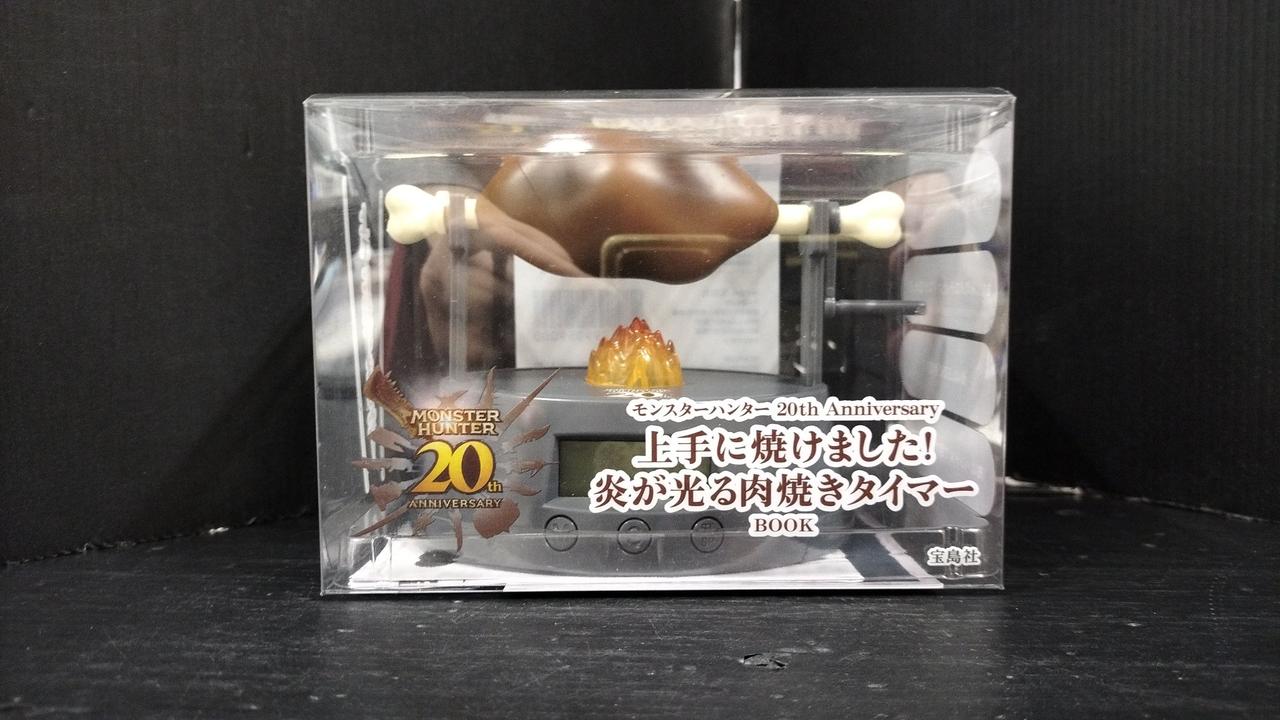 MONSTER
HUNTER
20th
ANNIVERSARY
モンスターハンター 20th Anniversary
上手に焼けました!
炎が光る肉焼きタイマー
BOOK
宝島社